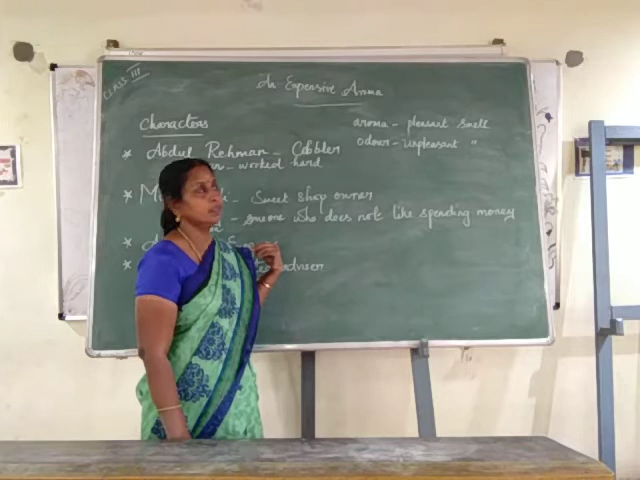 CLASS III
An Expensive Aroma
Characters
aroma - pleasant smell
odour - unpleasant "
* Abdul Rehman - Cobbler
- worked hard
* - Sweet shop owner
- someone who does not like spending money
*
* adviser